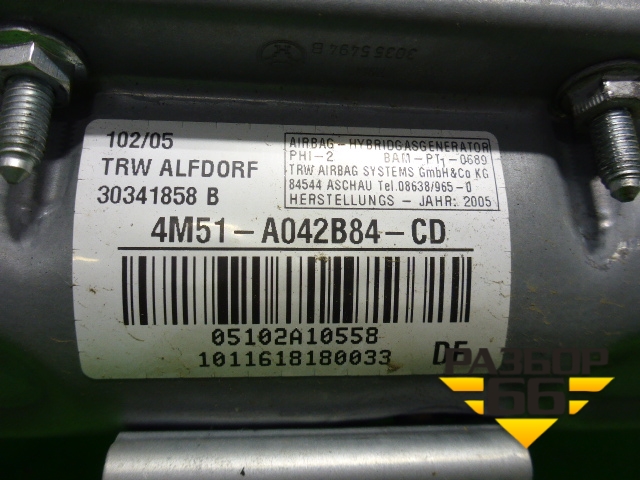 30355494 B
102/05
TRW ALFDORF
30341858 B
AIRBAG - HYBRIDGASGENERATOR
PHI-2 BAM-PT1-0689
TRW AIRBAG SYSTEMS GmbH & Co KG
84544 ASCHAU Tel.08638/965-0
HERSTELLUNGS - JAHR: 2005
4M51-A042B84-CD
05102A10558
1011618180033
DE
РАЗБОР
66